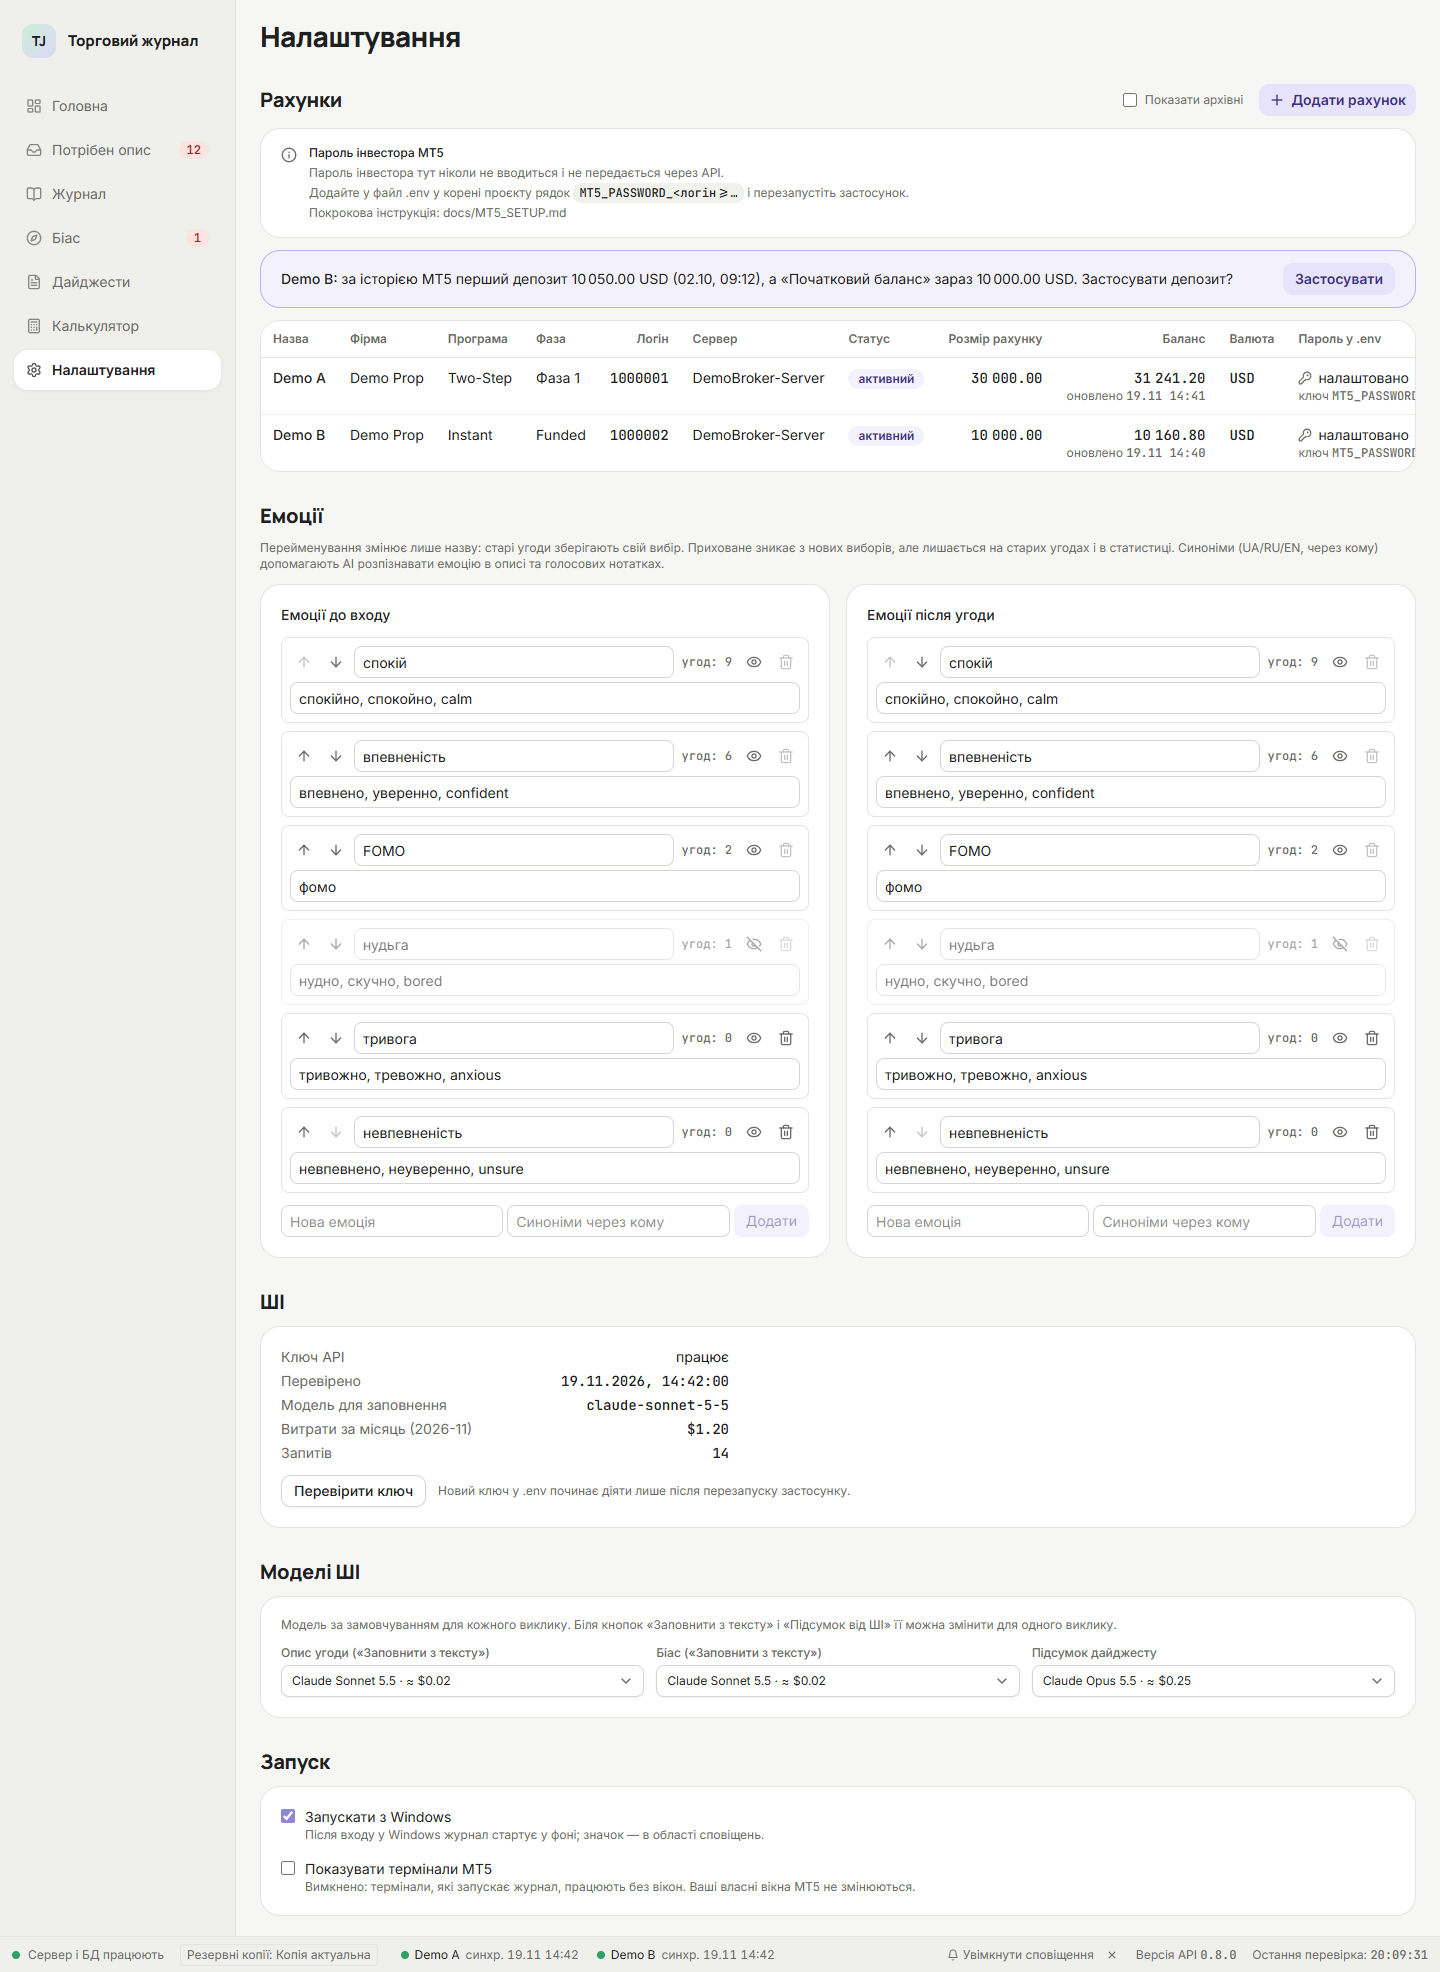 TJ Торговий журнал
Головна
Потрібен опис 12
Журнал
Біас 1
Дайджести
Калькулятор
Налаштування
Налаштування
Рахунки
Показати архівні
+ Додати рахунок
Пароль інвестора MT5
Пароль інвестора тут ніколи не вводиться і не передається через API.
Додайте у файл .env у корені проєкту рядок MT5_PASSWORD_<логін>=… і перезапустіть застосунок.
Покрокова інструкція: docs/MT5_SETUP.md
Demo B: за історією MT5 перший депозит 10 050.00 USD (02.10, 09:12), а «Початковий баланс» зараз 10 000.00 USD. Застосувати депозит?
Застосувати
Назва Фірма Програма Фаза Логін Сервер Статус Розмір рахунку Баланс Валюта Пароль у .env
Demo A Demo Prop Two-Step Фаза 1 1000001 DemoBroker-Server активний 30 000.00 31 241.20 USD налаштовано
оновлено 19.11 14:41 ключ MT5_PASSWORD
Demo B Demo Prop Instant Funded 1000002 DemoBroker-Server активний 10 000.00 10 160.80 USD налаштовано
оновлено 19.11 14:40 ключ MT5_PASSWORD
Емоції
Перейменування змінює лише назву: старі угоди зберігають свій вибір. Приховане зникає з нових виборів, але лишається на старих угодах і в статистиці. Синоніми (UA/RU/EN, через кому)
допомагають AI розпізнавати емоцію в описі та голосових нотатках.
Емоції до входу
спокій угод: 9
спокійно, спокойно, calm
впевненість угод: 6
впевнено, уверенно, confident
FOMO угод: 2
фомо
нудьга угод: 1
нудно, скучно, bored
тривога угод: 0
тривожно, тревожно, anxious
невпевненість угод: 0
невпевнено, неуверенно, unsure
Нова емоція Синоніми через кому Додати
Емоції після угоди
спокій угод: 9
спокійно, спокойно, calm
впевненість угод: 6
впевнено, уверенно, confident
FOMO угод: 2
фомо
нудьга угод: 1
нудно, скучно, bored
тривога угод: 0
тривожно, тревожно, anxious
невпевненість угод: 0
невпевнено, неуверенно, unsure
Нова емоція Синоніми через кому Додати
ШІ
Ключ API працює
Перевірено 19.11.2026, 14:42:00
Модель для заповнення claude-sonnet-5-5
Витрати за місяць (2026-11) $1.20
Запитів 14
Перевірити ключ Новий ключ у .env починає діяти лише після перезапуску застосунку.
Моделі ШІ
Модель за замовчуванням для кожного виклику. Біля кнопок «Заповнити з тексту» і «Підсумок від ШІ» її можна змінити для одного виклику.
Опис угоди («Заповнити з тексту») Біас («Заповнити з тексту») Підсумок дайджесту
Claude Sonnet 5.5 · ≈ $0.02 Claude Sonnet 5.5 · ≈ $0.02 Claude Opus 5.5 · ≈ $0.25
Запуск
Запускати з Windows
Після входу у Windows журнал стартує у фоні; значок — в області сповіщень.
Показувати термінали MT5
Вимкнено: термінали, які запускає журнал, працюють без вікон. Ваші власні вікна MT5 не змінюються.
Сервер і БД працюють Резервні копії: Копія актуальна Demo A синхр. 19.11 14:42 Demo B синхр. 19.11 14:42 Увімкнути сповіщення × Версія API 0.8.0 Остання перевірка: 20:09:31